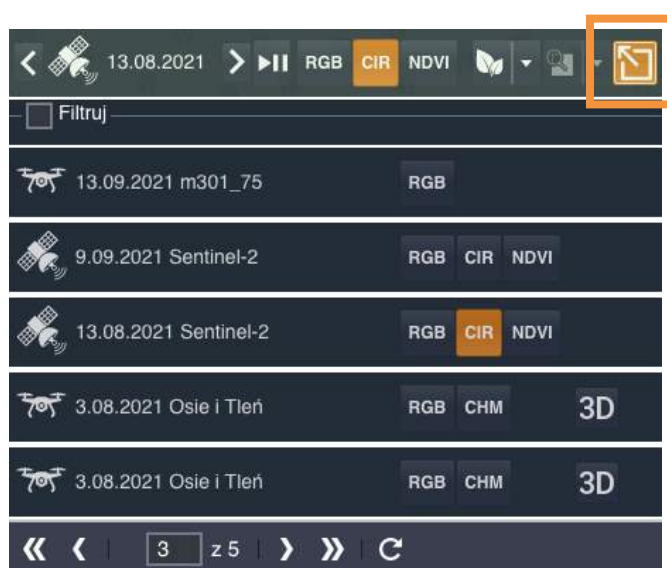 13.08.2021 RGB CIR NDVI
Filtruj
13.09.2021 m301_75 RGB
9.09.2021 Sentinel-2 RGB CIR NDVI
13.08.2021 Sentinel-2 RGB CIR NDVI
3.08.2021 Osie i Tleń RGB CHM 3D
3.08.2021 Osie i Tleń RGB CHM 3D
3 z 5